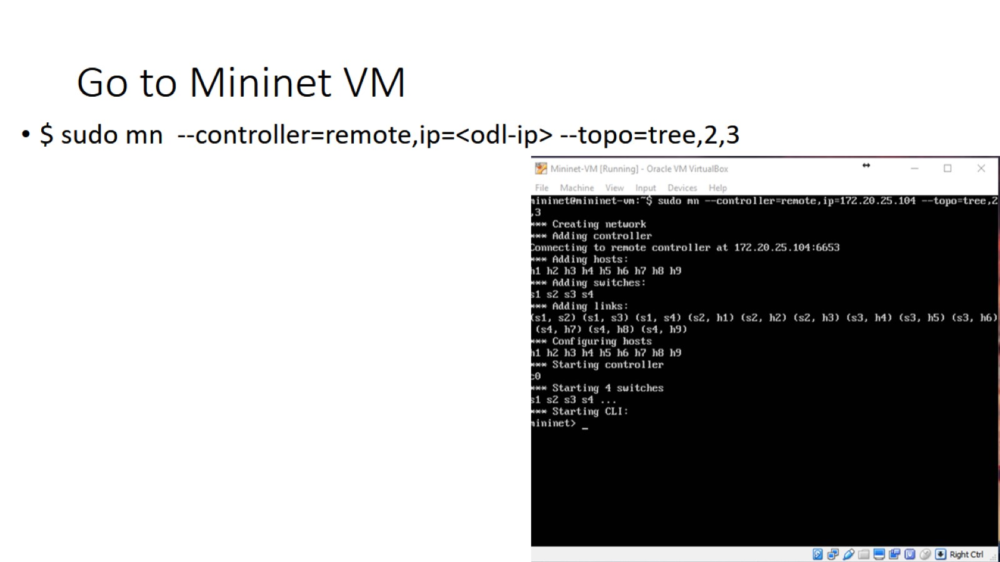 Go to Mininet VM
• $ sudo mn --controller=remote,ip=<odl-ip> --topo=tree,2,3
Mininet-VM [Running] - Oracle VM VirtualBox
File Machine View Input Devices Help
mininet@mininet-vm:~$ sudo mn --controller=remote,ip=172.20.25.104 --topo=tree,2
,3
*** Creating network
*** Adding controller
Connecting to remote controller at 172.20.25.104:6653
*** Adding hosts:
h1 h2 h3 h4 h5 h6 h7 h8 h9
*** Adding switches:
s1 s2 s3 s4
*** Adding links:
(s1, s2) (s1, s3) (s1, s4) (s2, h1) (s2, h2) (s2, h3) (s3, h4) (s3, h5) (s3, h6)
(s4, h7) (s4, h8) (s4, h9)
*** Configuring hosts
h1 h2 h3 h4 h5 h6 h7 h8 h9
*** Starting controller
c0
*** Starting 4 switches
s1 s2 s3 s4 ...
*** Starting CLI:
mininet> _
Right Ctrl